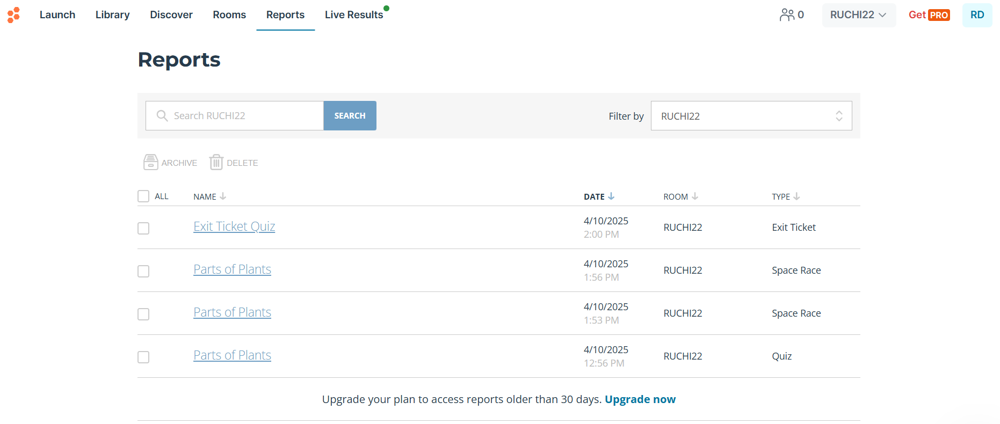 Launch Library Discover Rooms Reports Live Results 0 RUCHI22 Get PRO RD
Reports
Search RUCHI22 SEARCH Filter by RUCHI22
ARCHIVE DELETE
ALL NAME DATE ROOM TYPE
Exit Ticket Quiz 4/10/2025 2:00 PM RUCHI22 Exit Ticket
Parts of Plants 4/10/2025 1:56 PM RUCHI22 Space Race
Parts of Plants 4/10/2025 1:53 PM RUCHI22 Space Race
Parts of Plants 4/10/2025 12:56 PM RUCHI22 Quiz
Upgrade your plan to access reports older than 30 days. Upgrade now